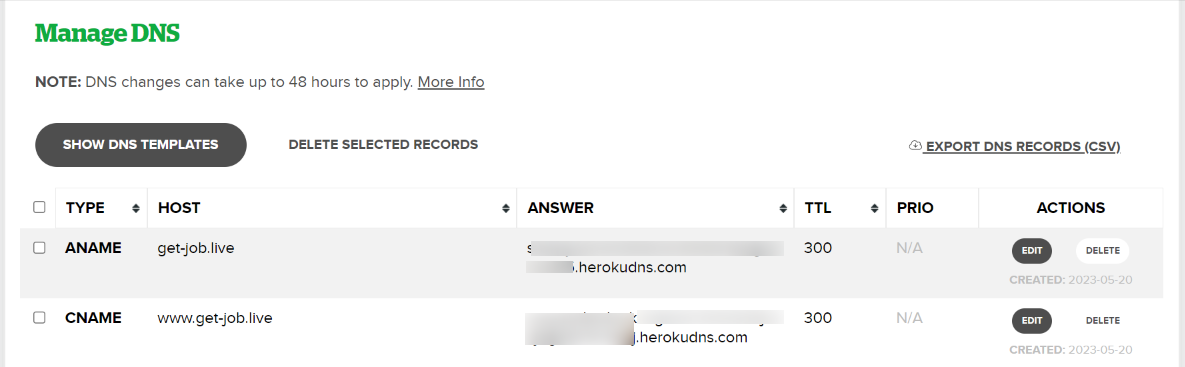 Manage DNS
NOTE: DNS changes can take up to 48 hours to apply. More Info
SHOW DNS TEMPLATES DELETE SELECTED RECORDS EXPORT DNS RECORDS (CSV)
TYPE HOST ANSWER TTL PRIO ACTIONS
ANAME get-job.live 300 N/A EDIT DELETE
.herokudns.com
CREATED: 2023-05-20
CNAME www.get-job.live 300 N/A EDIT DELETE
j.herokudns.com
CREATED: 2023-05-20